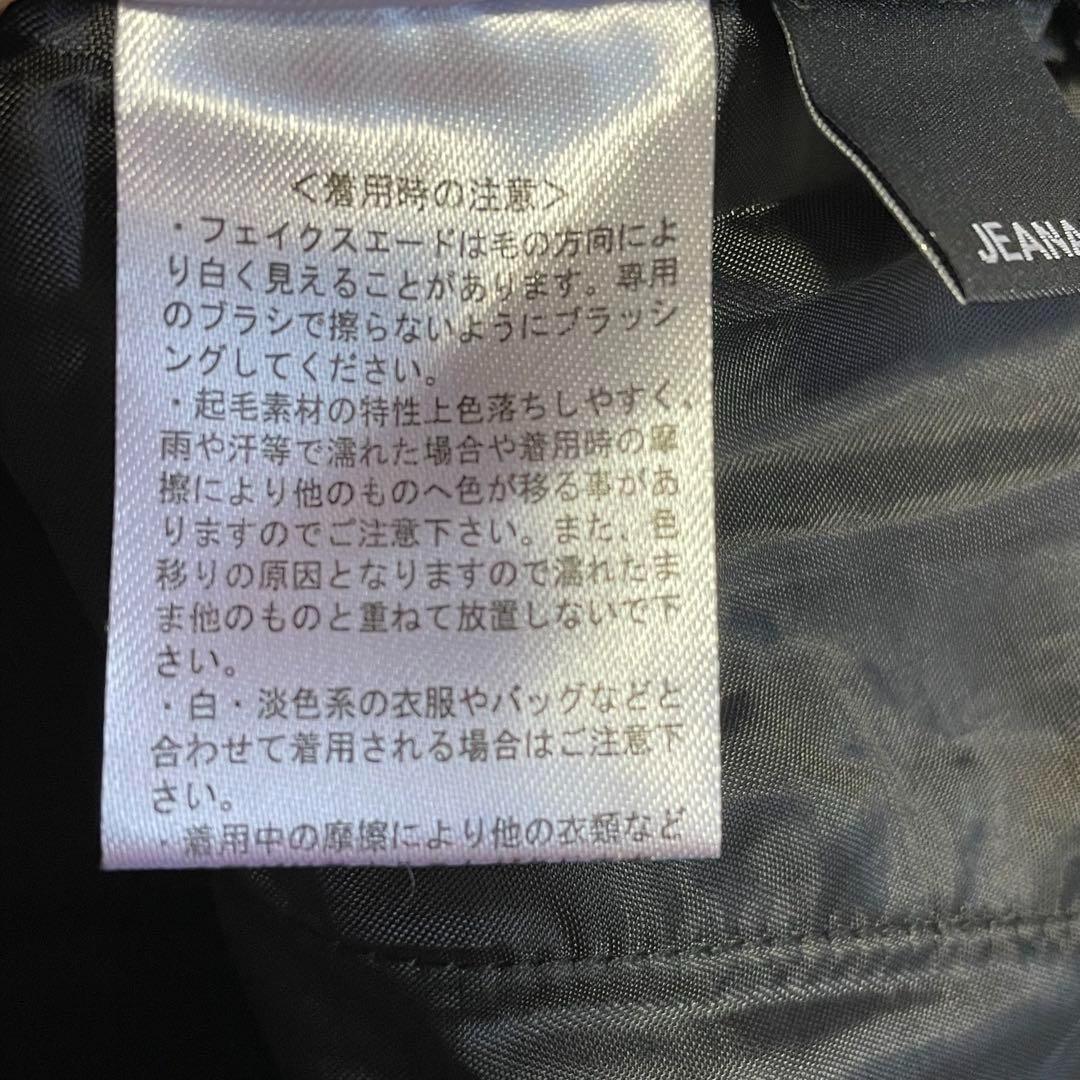 <着用時の注意>
・フェイクスエードは毛の方向によ
り白く見えることがあります。専用
のブラシで擦らないようにブラッシ
ングしてください。
・起毛素材の特性上色落ちしやすく、
雨や汗等で濡れた場合や着用時の摩
擦により他のものへ色が移る事があ
りますのでご注意下さい。また、色
移りの原因となりますので濡れたま
ま他のものと重ねて放置しないで下
さい。
・白・淡色系の衣服やバッグなどと
合わせて着用される場合はご注意下
さい。
・着用中の摩擦により他の衣類など
JEANA